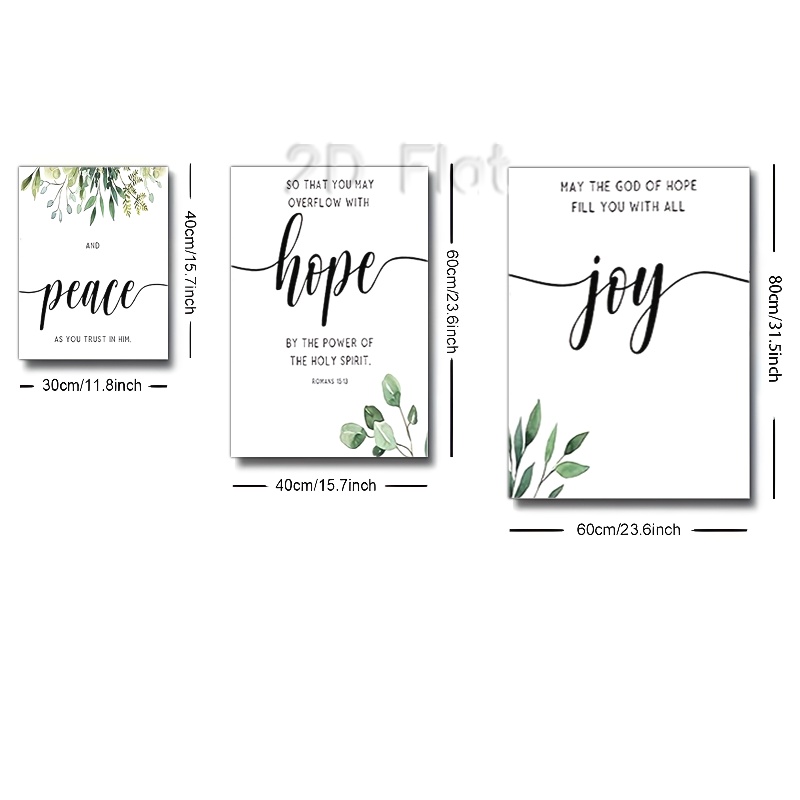 2D Flat
AND
peace
AS YOU TRUST IN HIM.
40cm/15.7inch
30cm/11.8inch
SO THAT YOU MAY
OVERFLOW WITH
hope
BY THE POWER OF
THE HOLY SPIRIT.
ROMANS 15:13
60cm/23.6inch
40cm/15.7inch
MAY THE GOD OF HOPE
FILL YOU WITH ALL
joy
80cm/31.5inch
60cm/23.6inch